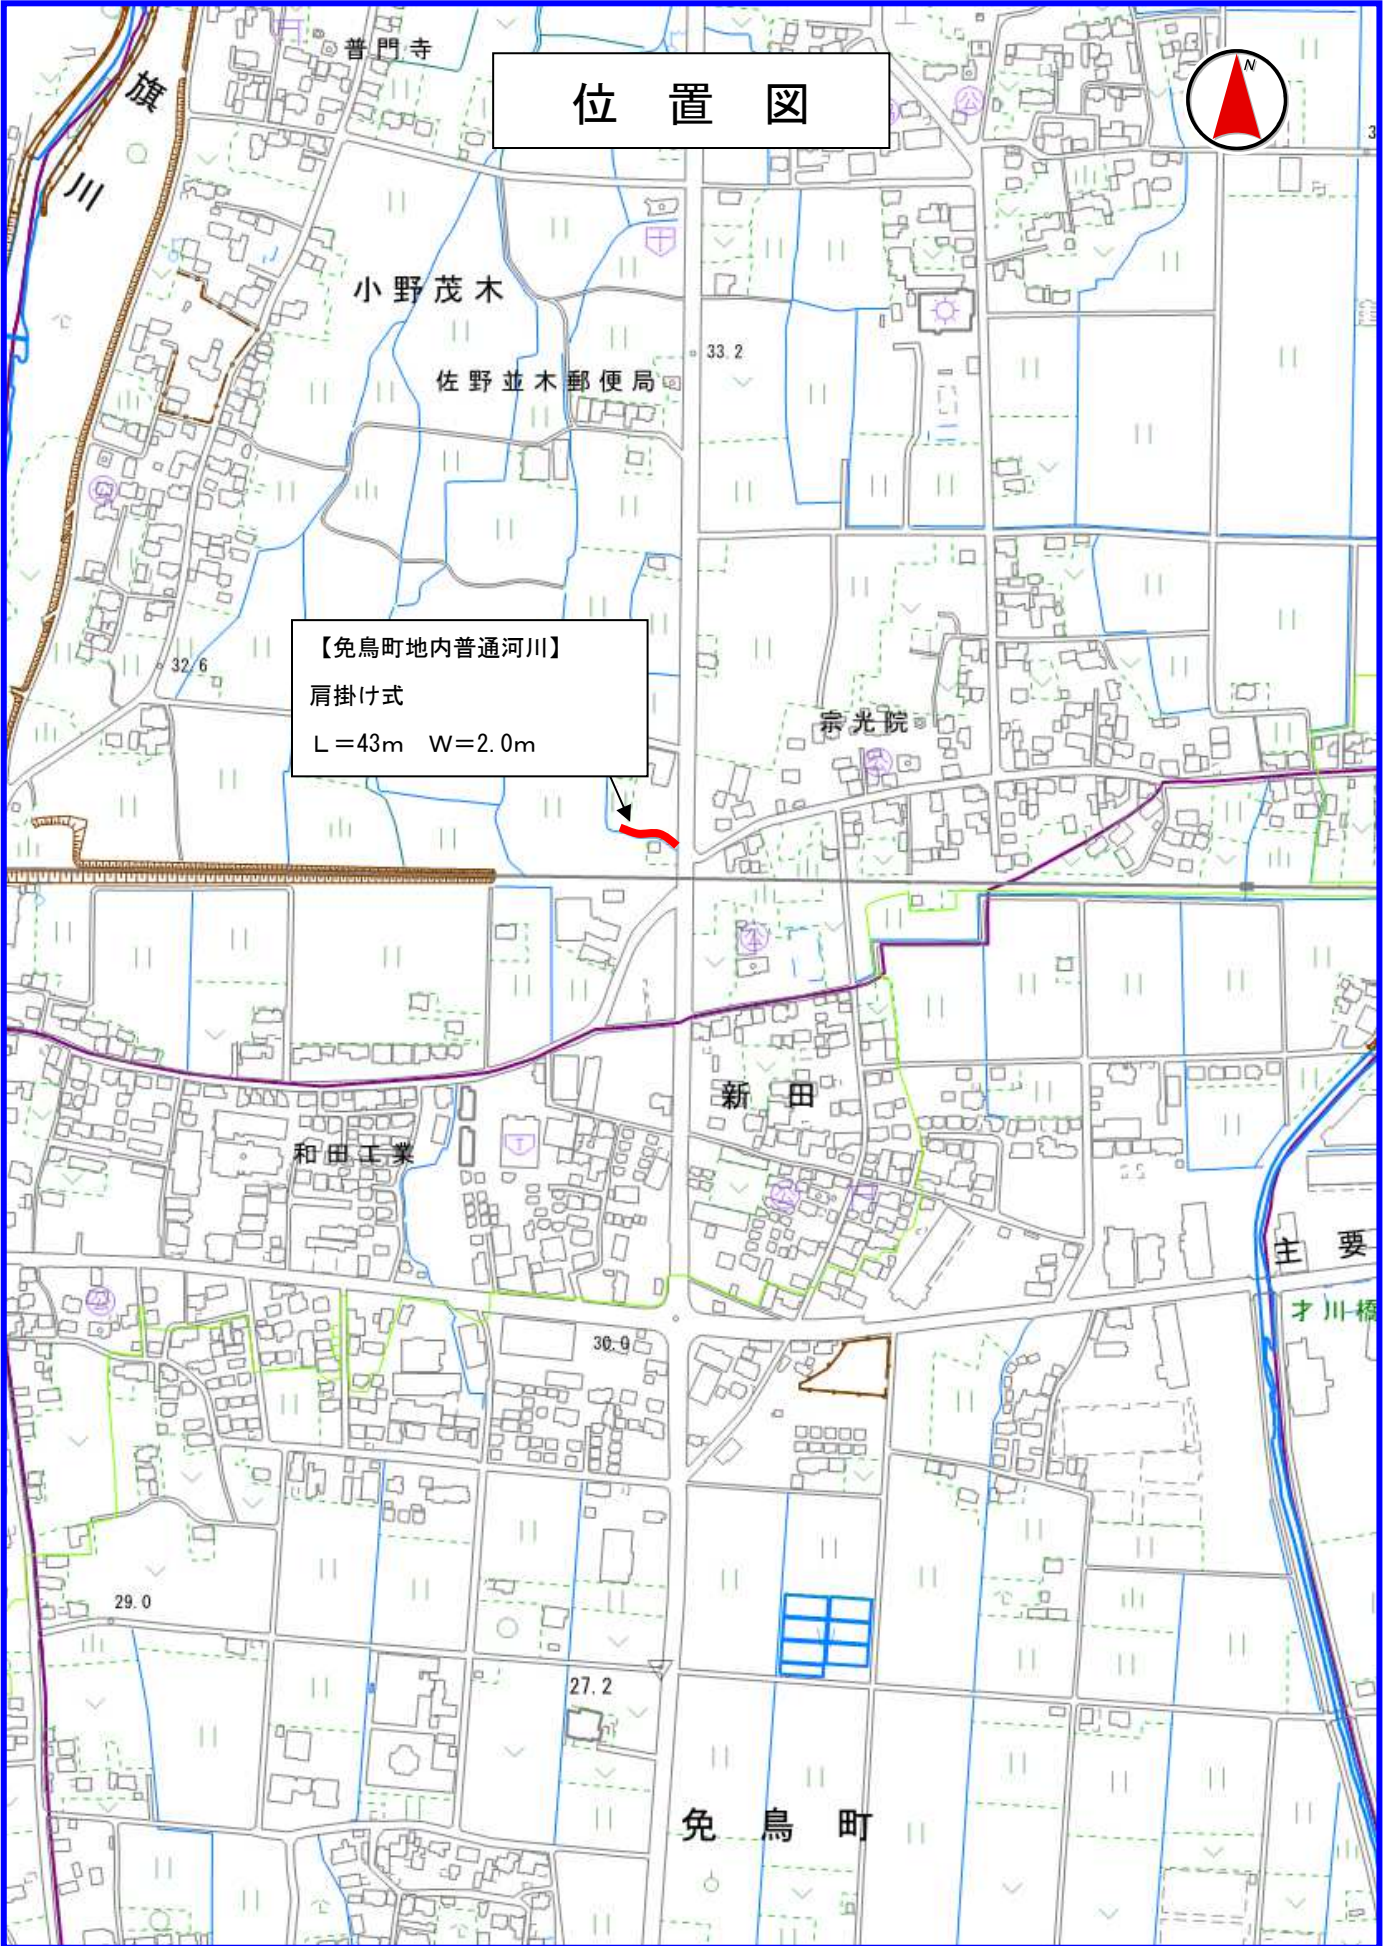 普門寺
位置図
N
旗川
小野茂木
33.2
佐野並木郵便局
【免鳥町地内普通河川】
肩掛け式
L=43m W=2.0m
32.6
宗光院
新田
和田工業
主要
才川橋
30.0
29.0
27.2
免鳥町